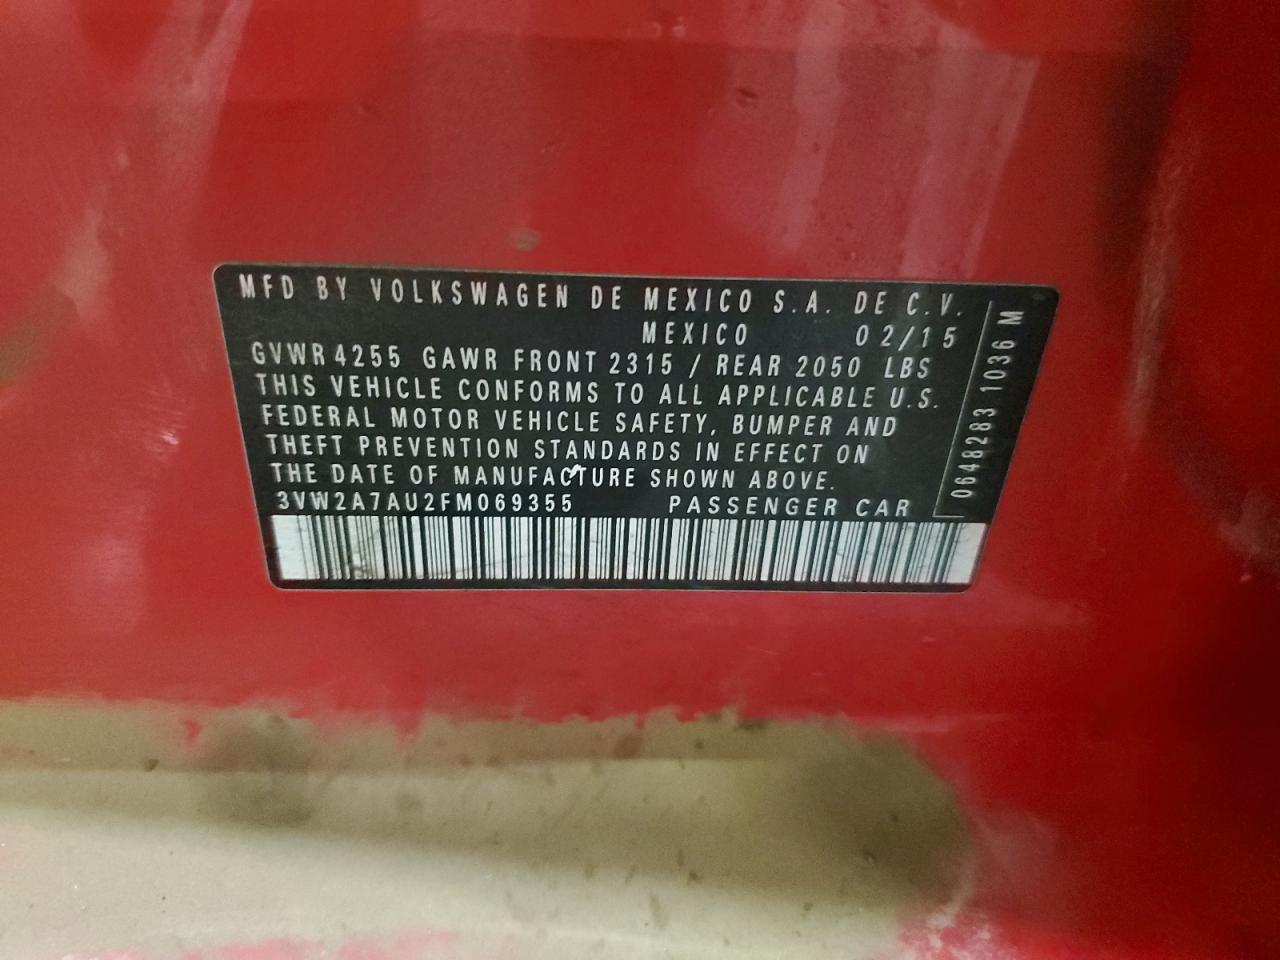 MFD BY VOLKSWAGEN DE MEXICO S.A. DE C.V.
MEXICO 02/15
GVWR 4255 GAWR FRONT 2315 / REAR 2050 LBS
THIS VEHICLE CONFORMS TO ALL APPLICABLE U.S.
FEDERAL MOTOR VEHICLE SAFETY, BUMPER AND
THEFT PREVENTION STANDARDS IN EFFECT ON
THE DATE OF MANUFACTURE SHOWN ABOVE.
3VW2A7AU2FM069355 PASSENGER CAR
0648283 1036 M